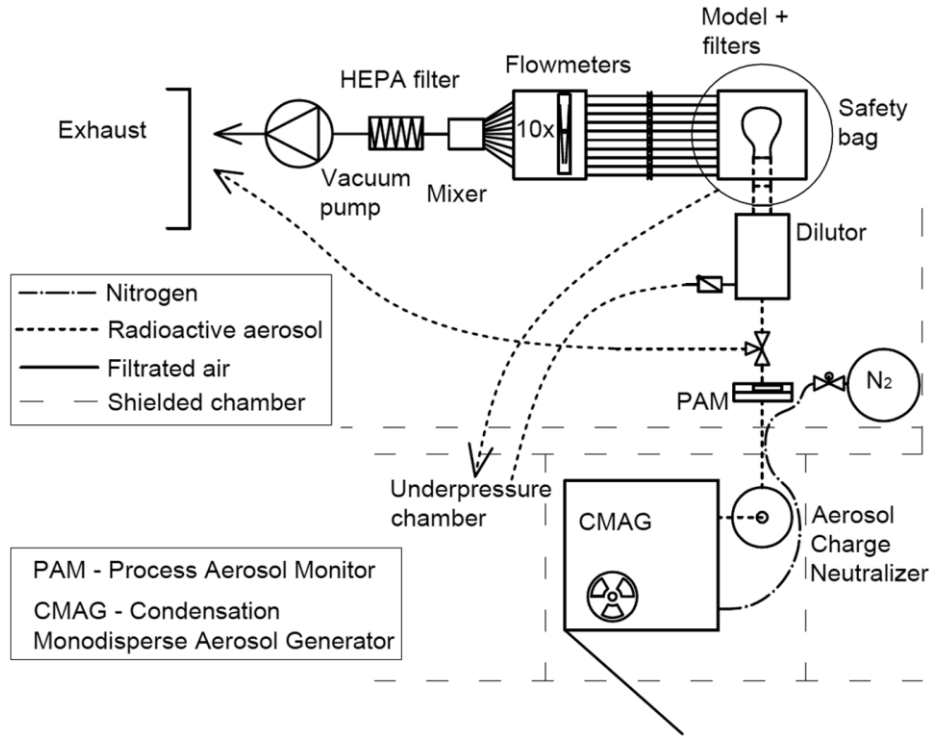 Model +
filters
HEPA filter
Flowmeters
Exhaust
10x
Safety
bag
Vacuum
pump
Mixer
Dilutor
Nitrogen
Radioactive aerosol
Filtrated air
Shielded chamber
PAM
N2
Underpressure
chamber
CMAG
Aerosol
Charge
Neutralizer
PAM - Process Aerosol Monitor
CMAG - Condensation
Monodisperse Aerosol Generator